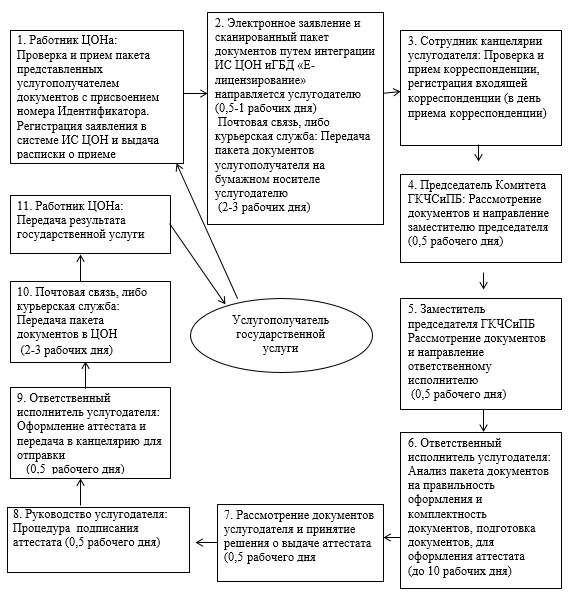 1. Работник ЦОНа:
Проверка и прием пакета
представленных
услугополучателем
документов с присвоением
номера Идентификатора.
Регистрация заявления в
системе ИС ЦОН и выдача
расписки о приеме
2. Электронное заявление и
сканированный пакет
документов путем интеграции
ИС ЦОН иГБД «Е-
лицензирование»
направляется услугодателю
(0,5-1 рабочих дня)
Почтовая связь, либо
курьерская служба: Передача
пакета документов
услугополучателя на
бумажном носителе
услугодателю
(2-3 рабочих дня)
3. Сотрудник канцелярии
услугодателя: Проверка и
прием корреспонденции,
регистрация входящей
корреспонденции (в день
приема корреспонденции)
4. Председатель Комитета
ГКЧСиПБ: Рассмотрение
документов и направление
заместителю председателя
(0,5 рабочего дня)
5. Заместитель
председателя ГКЧСиПБ
Рассмотрение документов
и направление
ответственному
исполнителю
(0,5 рабочего дня)
6. Ответственный
исполнитель услугодателя:
Анализ пакета документов
на правильность
оформления и
комплектность
документов, подготовка
документов, для
оформления аттестата
(до 10 рабочих дня)
7. Рассмотрение документов
услугодателя и принятие
решения о выдаче аттестата
(0,5 рабочего дня
8. Руководство услугодателя:
Процедура подписания
аттестата (0,5 рабочего дня)
9. Ответственный
исполнитель услугодателя:
Оформление аттестата и
передача в канцелярию для
отправки
(0,5 рабочего дня)
10. Почтовая связь, либо
курьерская служба:
Передача пакета
документов в ЦОН
(2-3 рабочих дня)
11. Работник ЦОНа:
Передача результата
государственной услуги
Услугополучатель
государственной
услуги